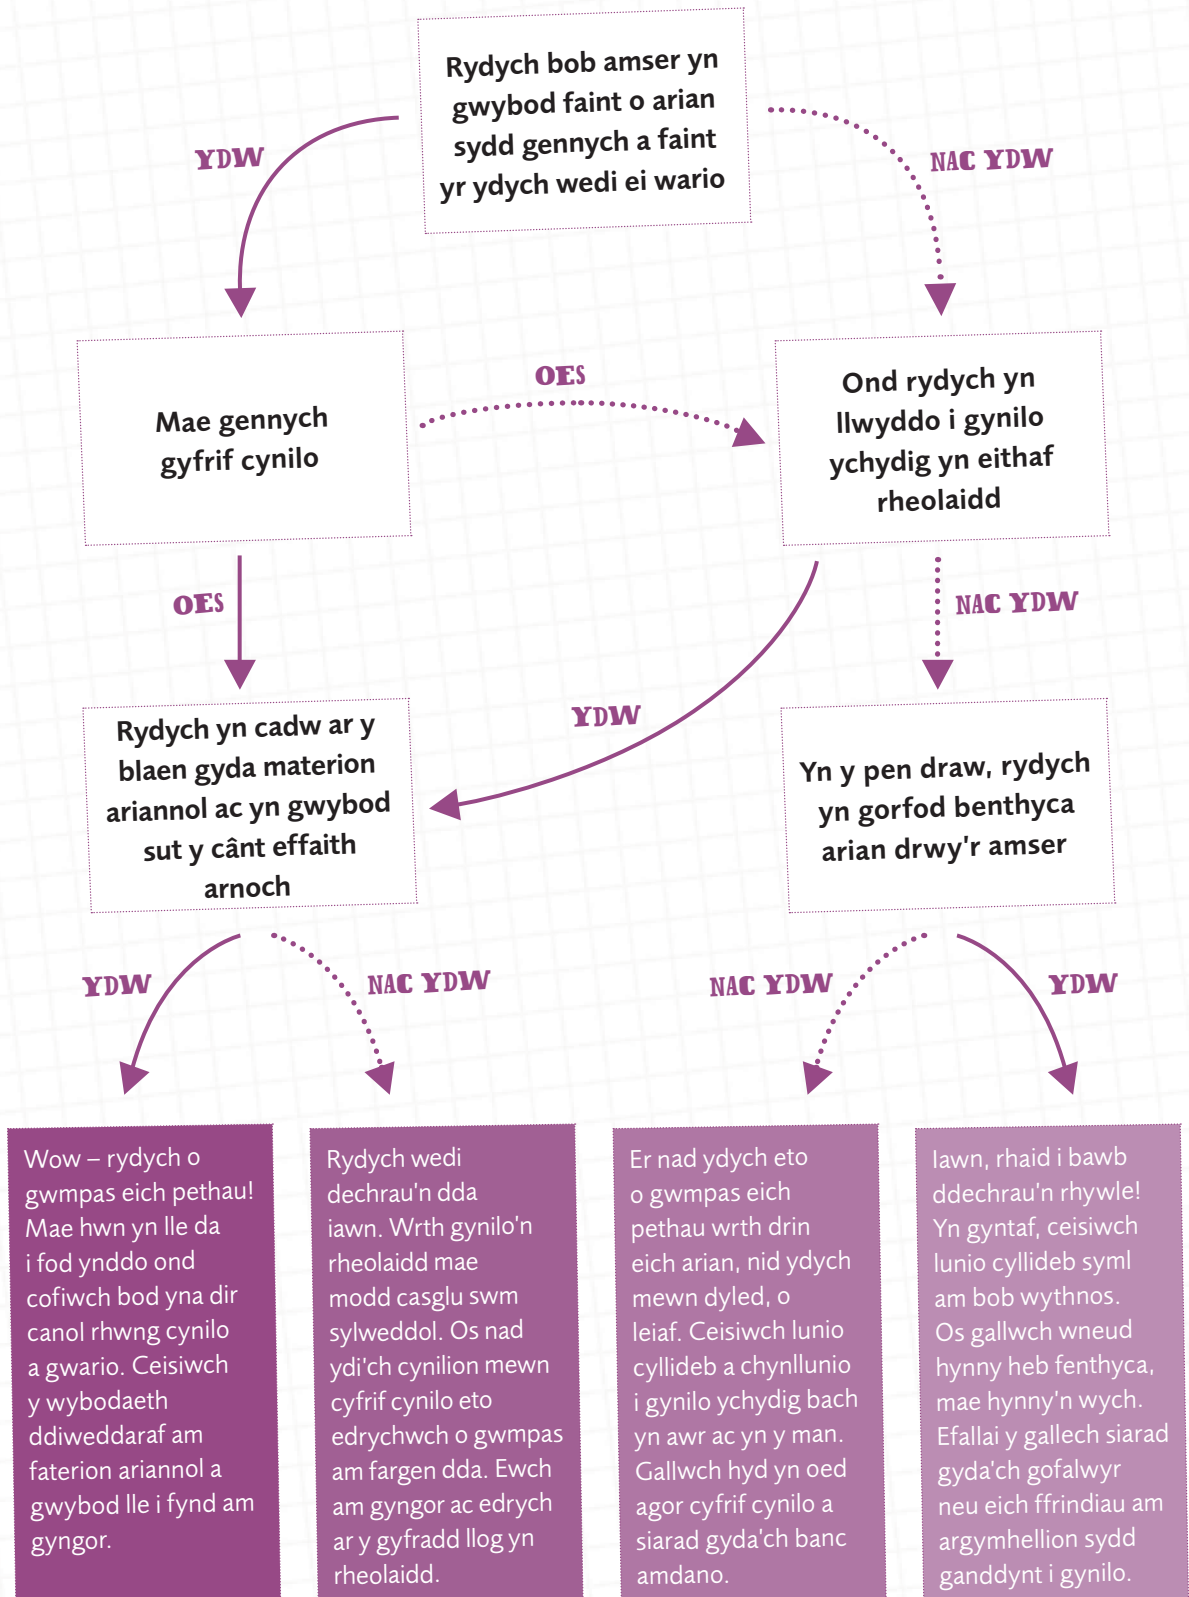 Rydych bob amser yn
gwybod faint o arian
sydd gennych a faint
yr ydych wedi ei wario
YDW
NAC YDW
Mae gennych
gyfrif cynilo
OES
Ond rydych yn
llwyddo i gynilo
ychydig yn eithaf
rheolaidd
OES
NAC YDW
YDW
Rydych yn cadw ar y
blaen gyda materion
ariannol ac yn gwybod
sut y cânt effaith
arnoch
Yn y pen draw, rydych
yn gorfod benthyca
arian drwy'r amser
YDW
NAC YDW
NAC YDW
YDW
Wow – rydych o
gwmpas eich pethau!
Mae hwn yn lle da
i fod ynddo ond
cofiwch bod yna dir
canol rhwng cynilo
a gwario. Ceisiwch
y wybodaeth
ddiweddaraf am
faterion ariannol a
gwybod lle i fynd am
gyngor.
Rydych wedi
dechrau'n dda
iawn. Wrth gynilo'n
rheolaidd mae
modd casglu swm
sylweddol. Os nad
ydi'ch cynilion mewn
cyfrif cynilo eto
edrychwch o gwmpas
am fargen dda. Ewch
am gyngor ac edrych
ar y gyfradd llog yn
rheolaidd.
Er nad ydych eto
o gwmpas eich
pethau wrth drin
eich arian, nid ydych
mewn dyled, o
leiaf. Ceisiwch lunio
cyllideb a chynllunio
i gynilo ychydig bach
yn awr ac yn y man.
Gallwch hyd yn oed
agor cyfrif cynilo a
siarad gyda'ch banc
amdano.
Iawn, rhaid i bawb
ddechrau'n rhywle!
Yn gyntaf, ceisiwch
lunio cyllideb syml
am bob wythnos.
Os gallwch wneud
hynny heb fenthyca,
mae hynny'n wych.
Efallai y gallech siarad
gyda'ch gofalwyr
neu eich ffrindiau am
argymhellion sydd
ganddynt i gynilo.